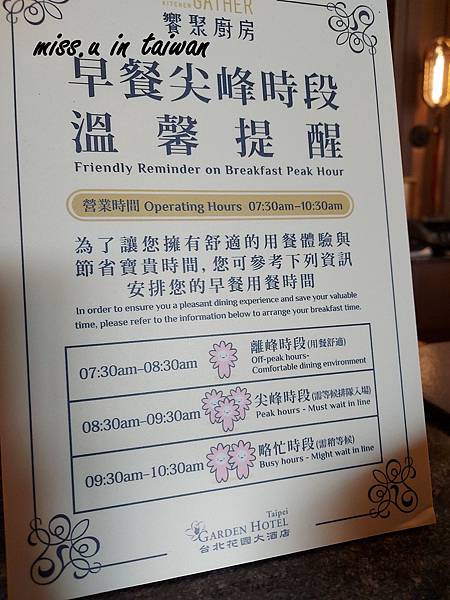 KITCHEN GATHER
饗聚廚房
miss.u in taiwan
早餐尖峰時段
溫馨提醒
Friendly Reminder on Breakfast Peak Hour
營業時間 Operating Hours 07:30am–10:30am
為了讓您擁有舒適的用餐體驗與
節省寶貴時間,您可參考下列資訊
安排您的早餐用餐時間
In order to ensure you a pleasant dining experience and save your valuable
time, please refer to the information below to arrange your breakfast time.
07:30am–08:30am
離峰時段(用餐舒適)
Off-peak hours-
Comfortable dining environment
08:30am–09:30am
尖峰時段(需等候排隊入場)
Peak hours - Must wait in line
09:30am–10:30am
略忙時段(需稍等候)
Busy hours - Might wait in line
Taipei
GARDEN HOTEL
台北花園大酒店